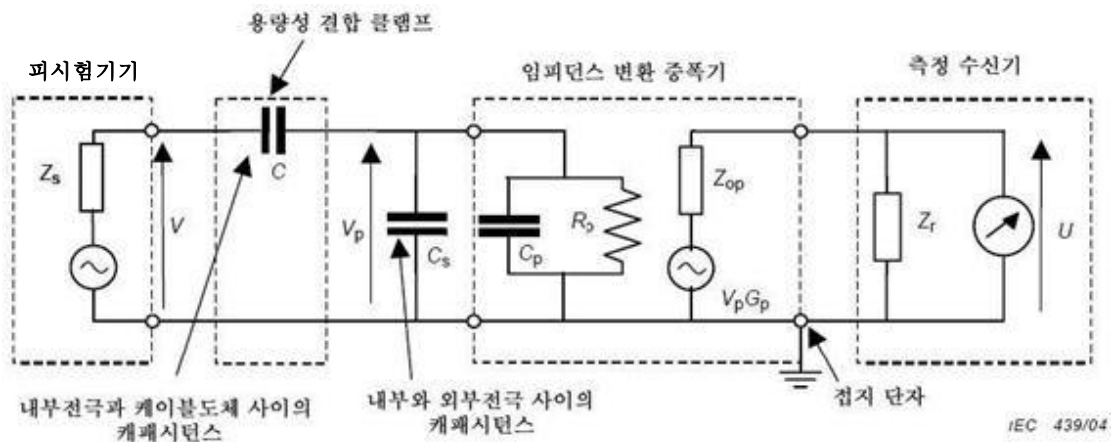 용량성 결합 클램프
피시험기기
임피던스 변환 증폭기
측정 수신기
Zs
V
C
Vp
Cs
Cp
Rp
Zop
VpGp
Zr
U
내부전극과 케이블도체 사이의
캐패시턴스
내부와 외부전극 사이의
캐패시턴스
접지 단자
IEC 439/04